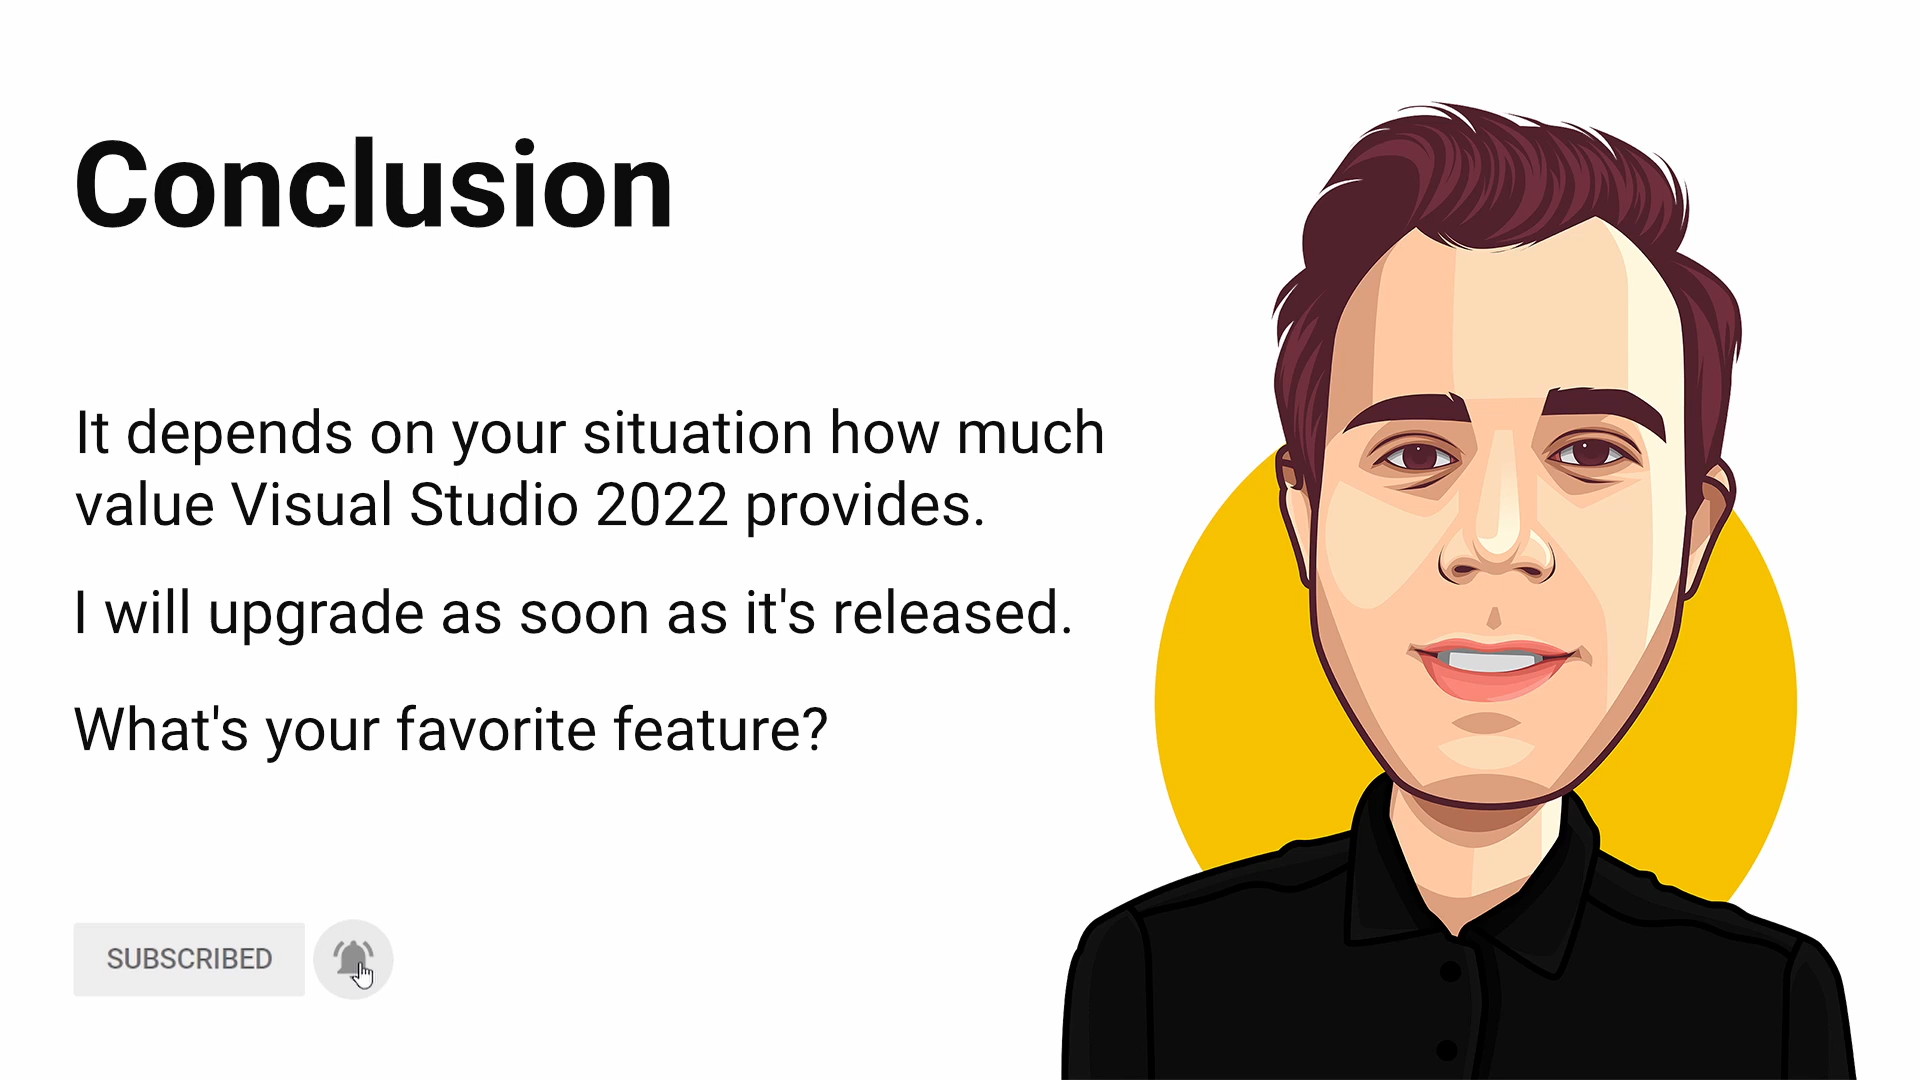 Conclusion
It depends on your situation how much
value Visual Studio 2022 provides.
I will upgrade as soon as it's released.
What's your favorite feature?
SUBSCRIBED